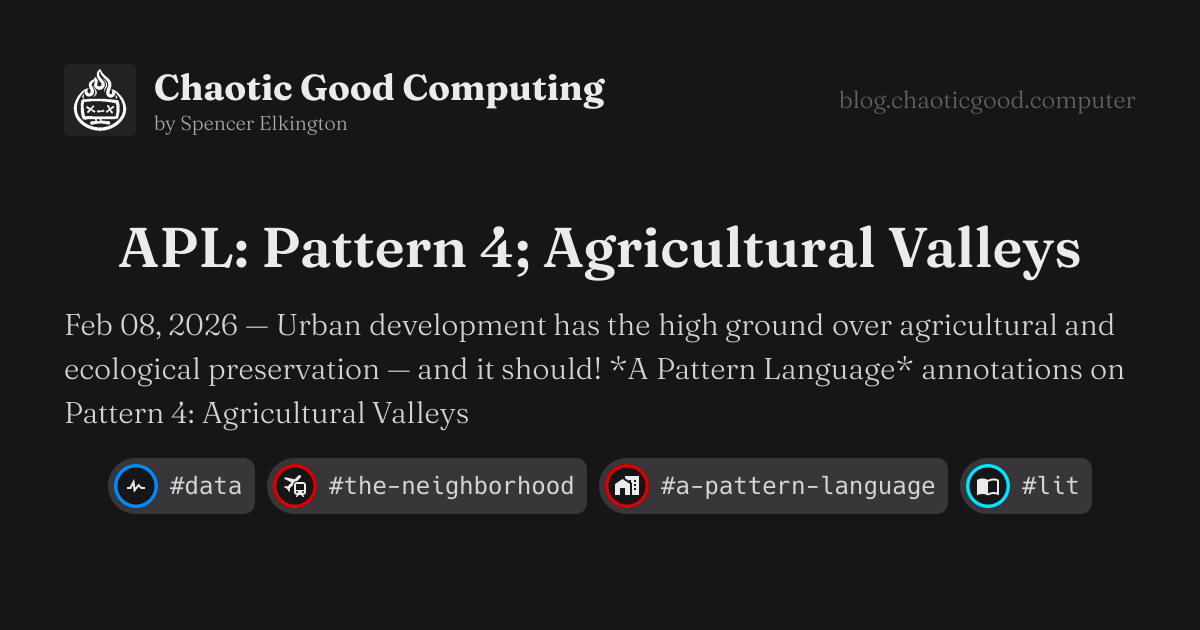 Chaotic Good Computing
by Spencer Elkington
blog.chaoticgood.computer
APL: Pattern 4; Agricultural Valleys
Feb 08, 2026 — Urban development has the high ground over agricultural and
ecological preservation — and it should! *A Pattern Language* annotations on
Pattern 4: Agricultural Valleys
#data #the-neighborhood #a-pattern-language #lit